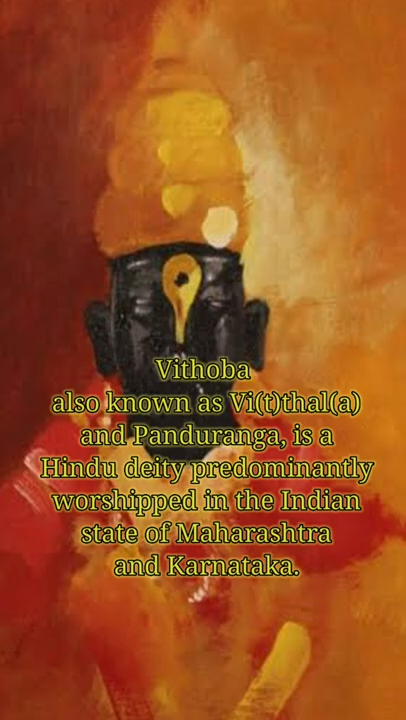 Vithoba
also known as Vi(t)thal(a)
and Panduranga, is a
Hindu deity predominantly
worshipped in the Indian
state of Maharashtra
and Karnataka.